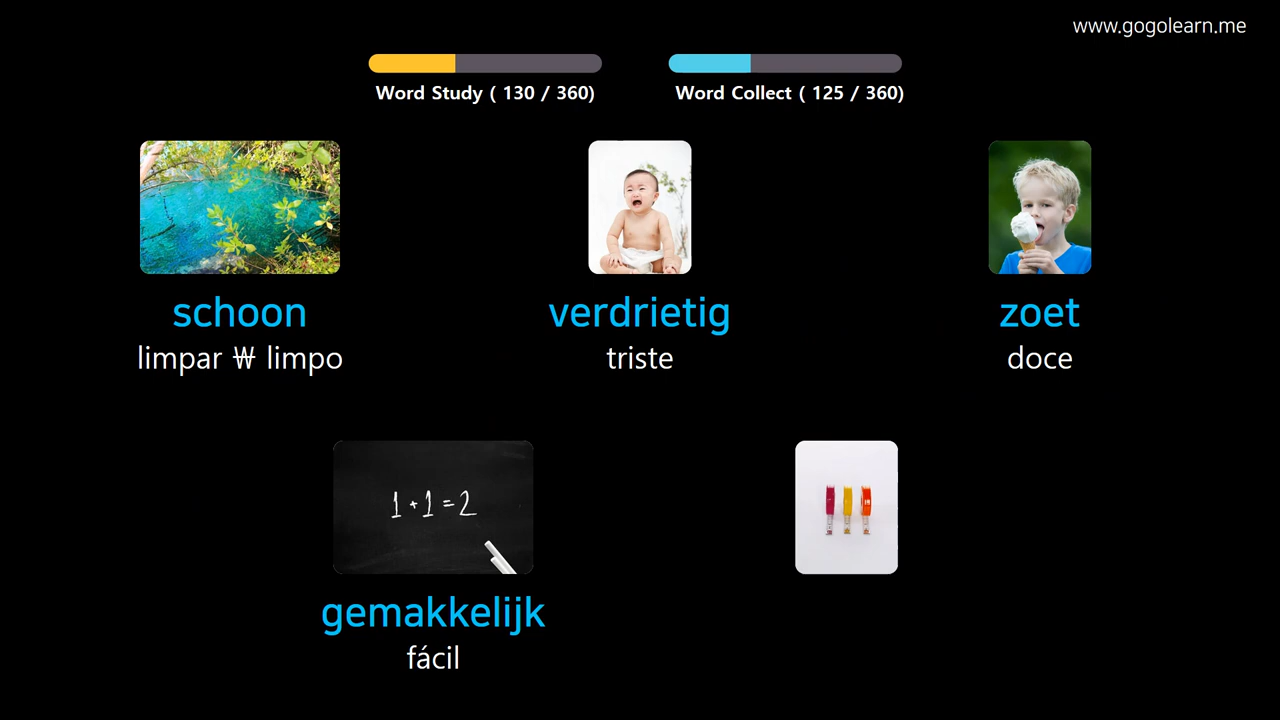 www.gogolearn.me
Word Study ( 130 / 360)
Word Collect ( 125 / 360)
schoon
limpar ₩ limpo
verdrietig
triste
zoet
doce
1+1=2
gemakkelijk
fácil